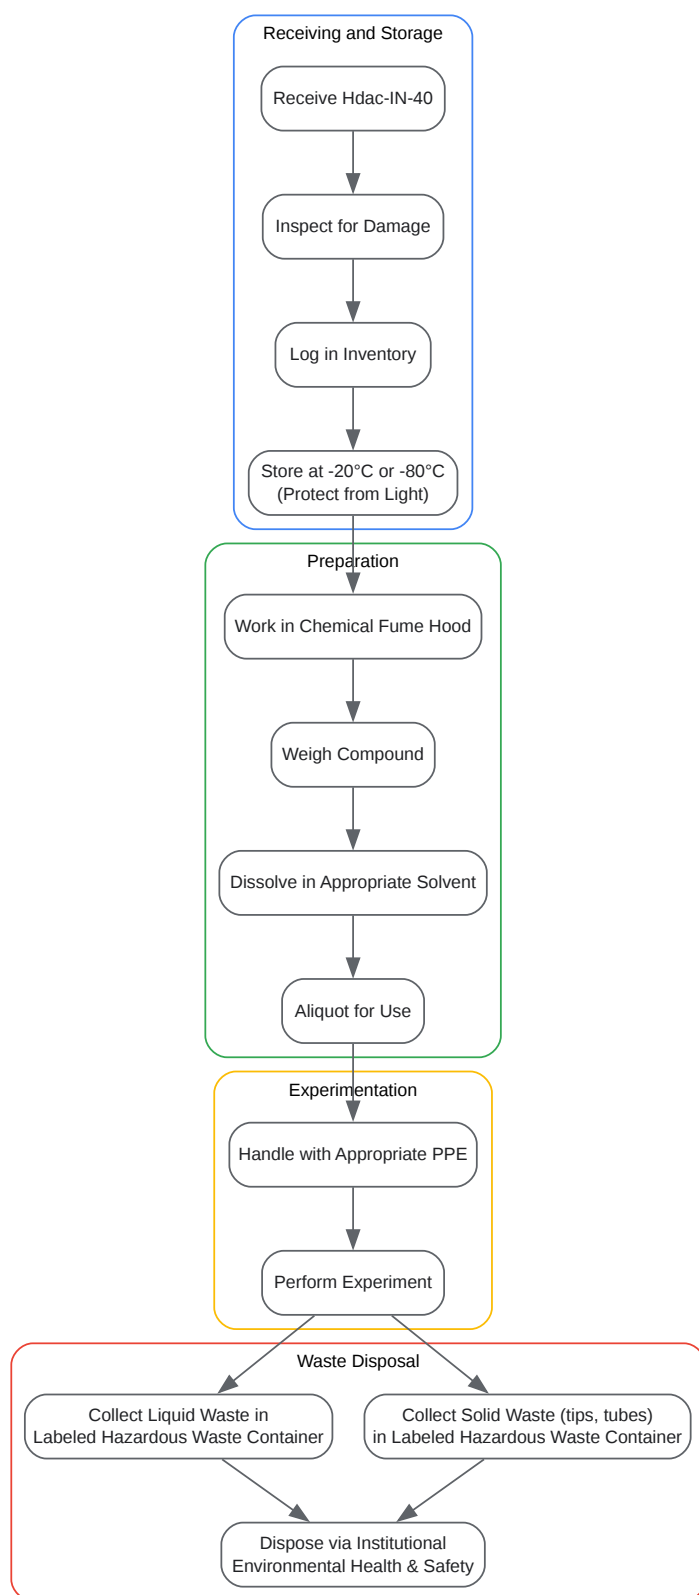 Receiving and Storage
Receive Hdac-IN-40
Inspect for Damage
Log in Inventory
Store at -20°C or -80°C
(Protect from Light)
Preparation
Work in Chemical Fume Hood
Weigh Compound
Dissolve in Appropriate Solvent
Aliquot for Use
Experimentation
Handle with Appropriate PPE
Perform Experiment
Waste Disposal
Collect Liquid Waste in
Labeled Hazardous Waste Container
Collect Solid Waste (tips, tubes)
in Labeled Hazardous Waste Container
Dispose via Institutional
Environmental Health & Safety